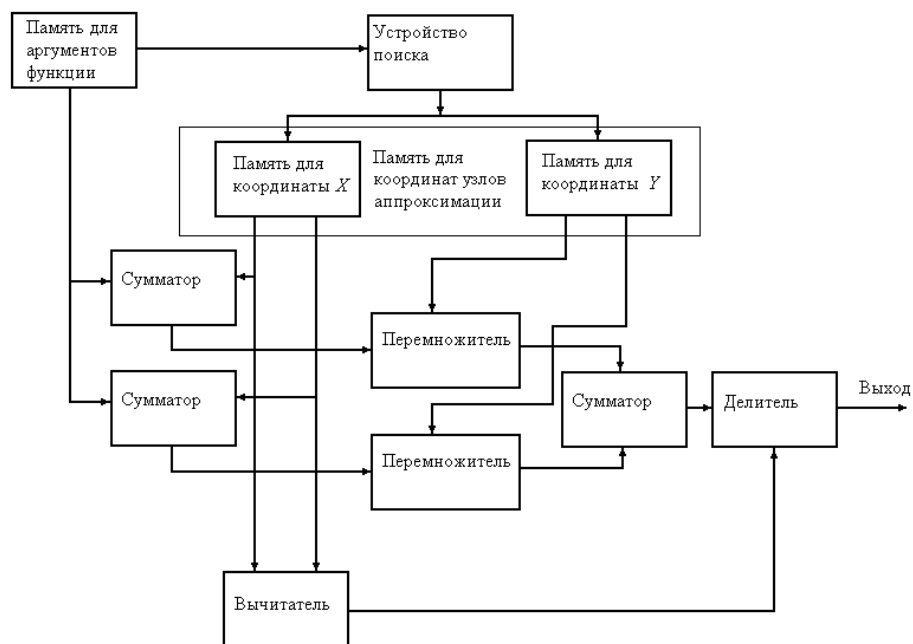 Память для
аргументов
функции
Устройство
поиска
Память для
координаты X
Память для
координат узлов
аппроксимации
Память для
координаты Y
Сумматор
Перемножитель
Сумматор
Сумматор
Делитель
Выход
Перемножитель
Вычитатель